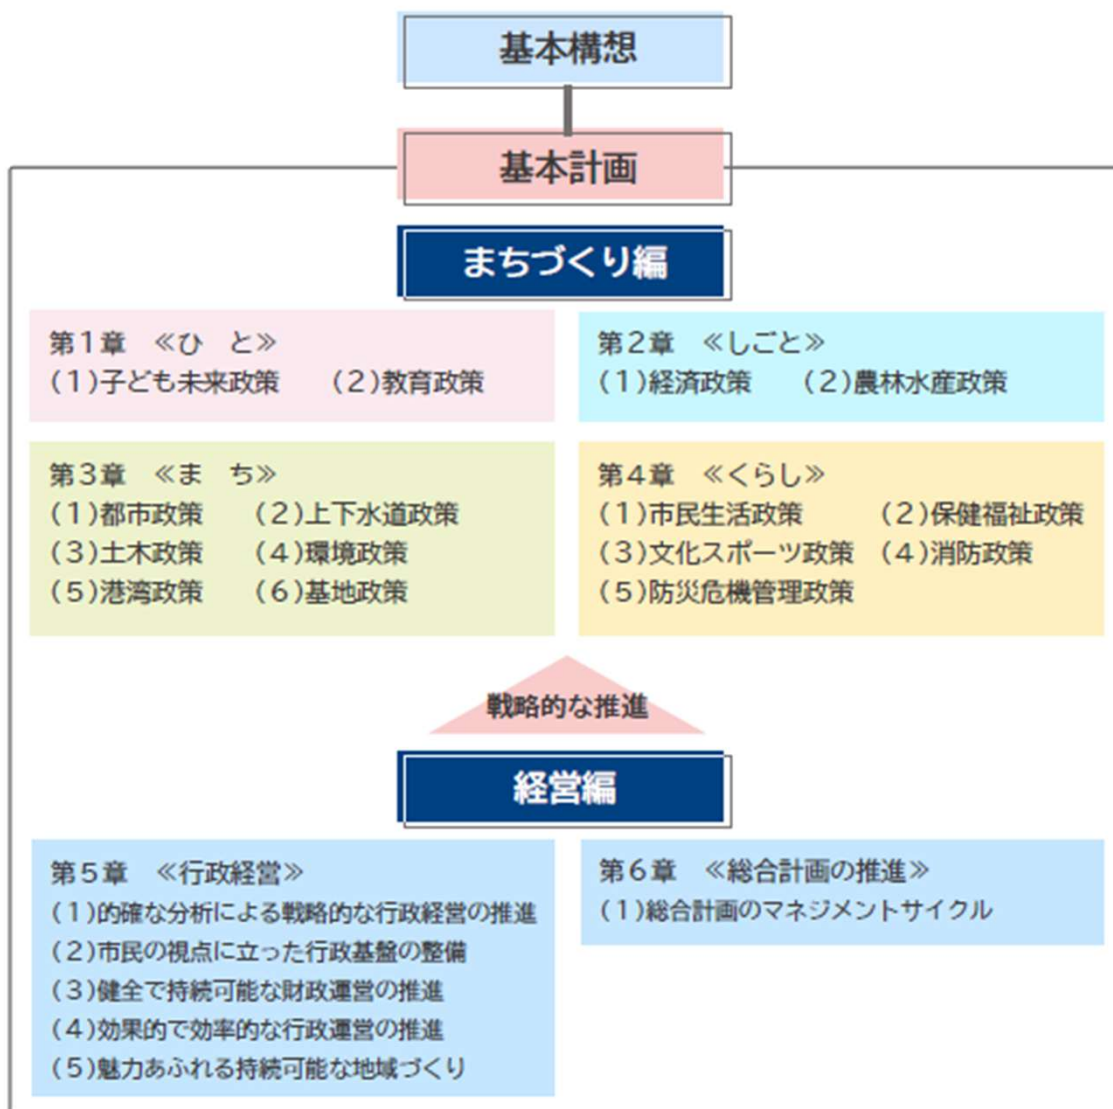 基本構想
基本計画
まちづくり編
第1章　≪ひ　と≫
(1)子ども未来政策　　(2)教育政策
第2章　≪しごと≫
(1)経済政策　　(2)農林水産政策
第3章　≪ま　ち≫
(1)都市政策　　(2)上下水道政策
(3)土木政策　　(4)環境政策
(5)港湾政策　　(6)基地政策
第4章　≪くらし≫
(1)市民生活政策　　　(2)保健福祉政策
(3)文化スポーツ政策　(4)消防政策
(5)防災危機管理政策
戦略的な推進
経営編
第5章　≪行政経営≫
(1)的確な分析による戦略的な行政経営の推進
(2)市民の視点に立った行政基盤の整備
(3)健全で持続可能な財政運営の推進
(4)効果的で効率的な行政運営の推進
(5)魅力あふれる持続可能な地域づくり
第6章　≪総合計画の推進≫
(1)総合計画のマネジメントサイクル